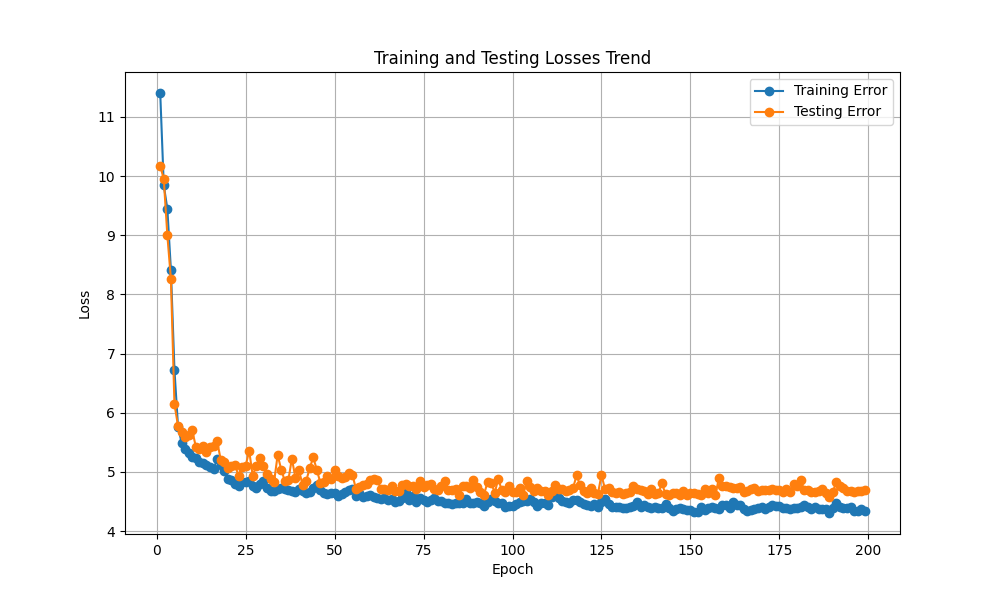 Training and Testing Losses Trend
Training Error
Testing Error
Loss
11
10
9
8
7
6
5
4
0 25 50 75 100 125 150 175 200
Epoch